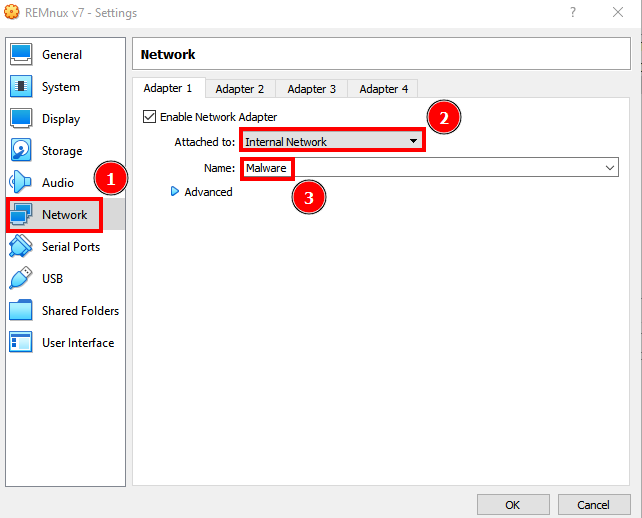 REMnux v7 - Settings
General
System
Display
Storage
Audio
Network
Serial Ports
USB
Shared Folders
User Interface
1
Network
Adapter 1 Adapter 2 Adapter 3 Adapter 4
Enable Network Adapter
2
Attached to: Internal Network
Name: Malware
3
Advanced
OK Cancel